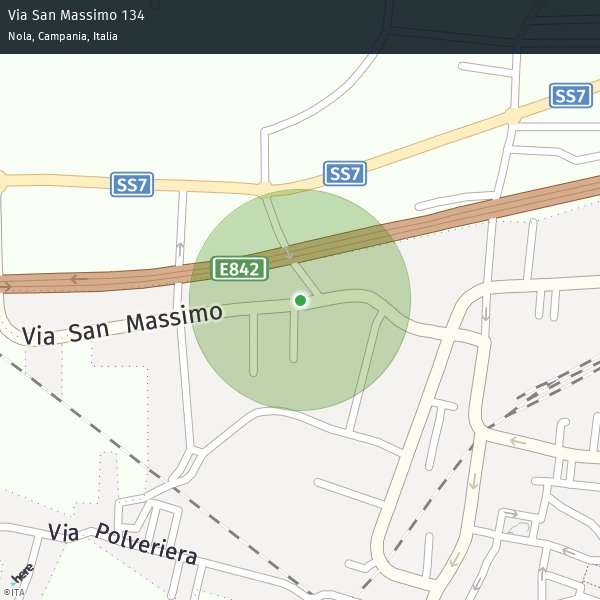 Via San Massimo 134
Nola, Campania, Italia
SS7
SS7
SS7
E842
Via San Massimo
Via Polveriera
here
©ITA